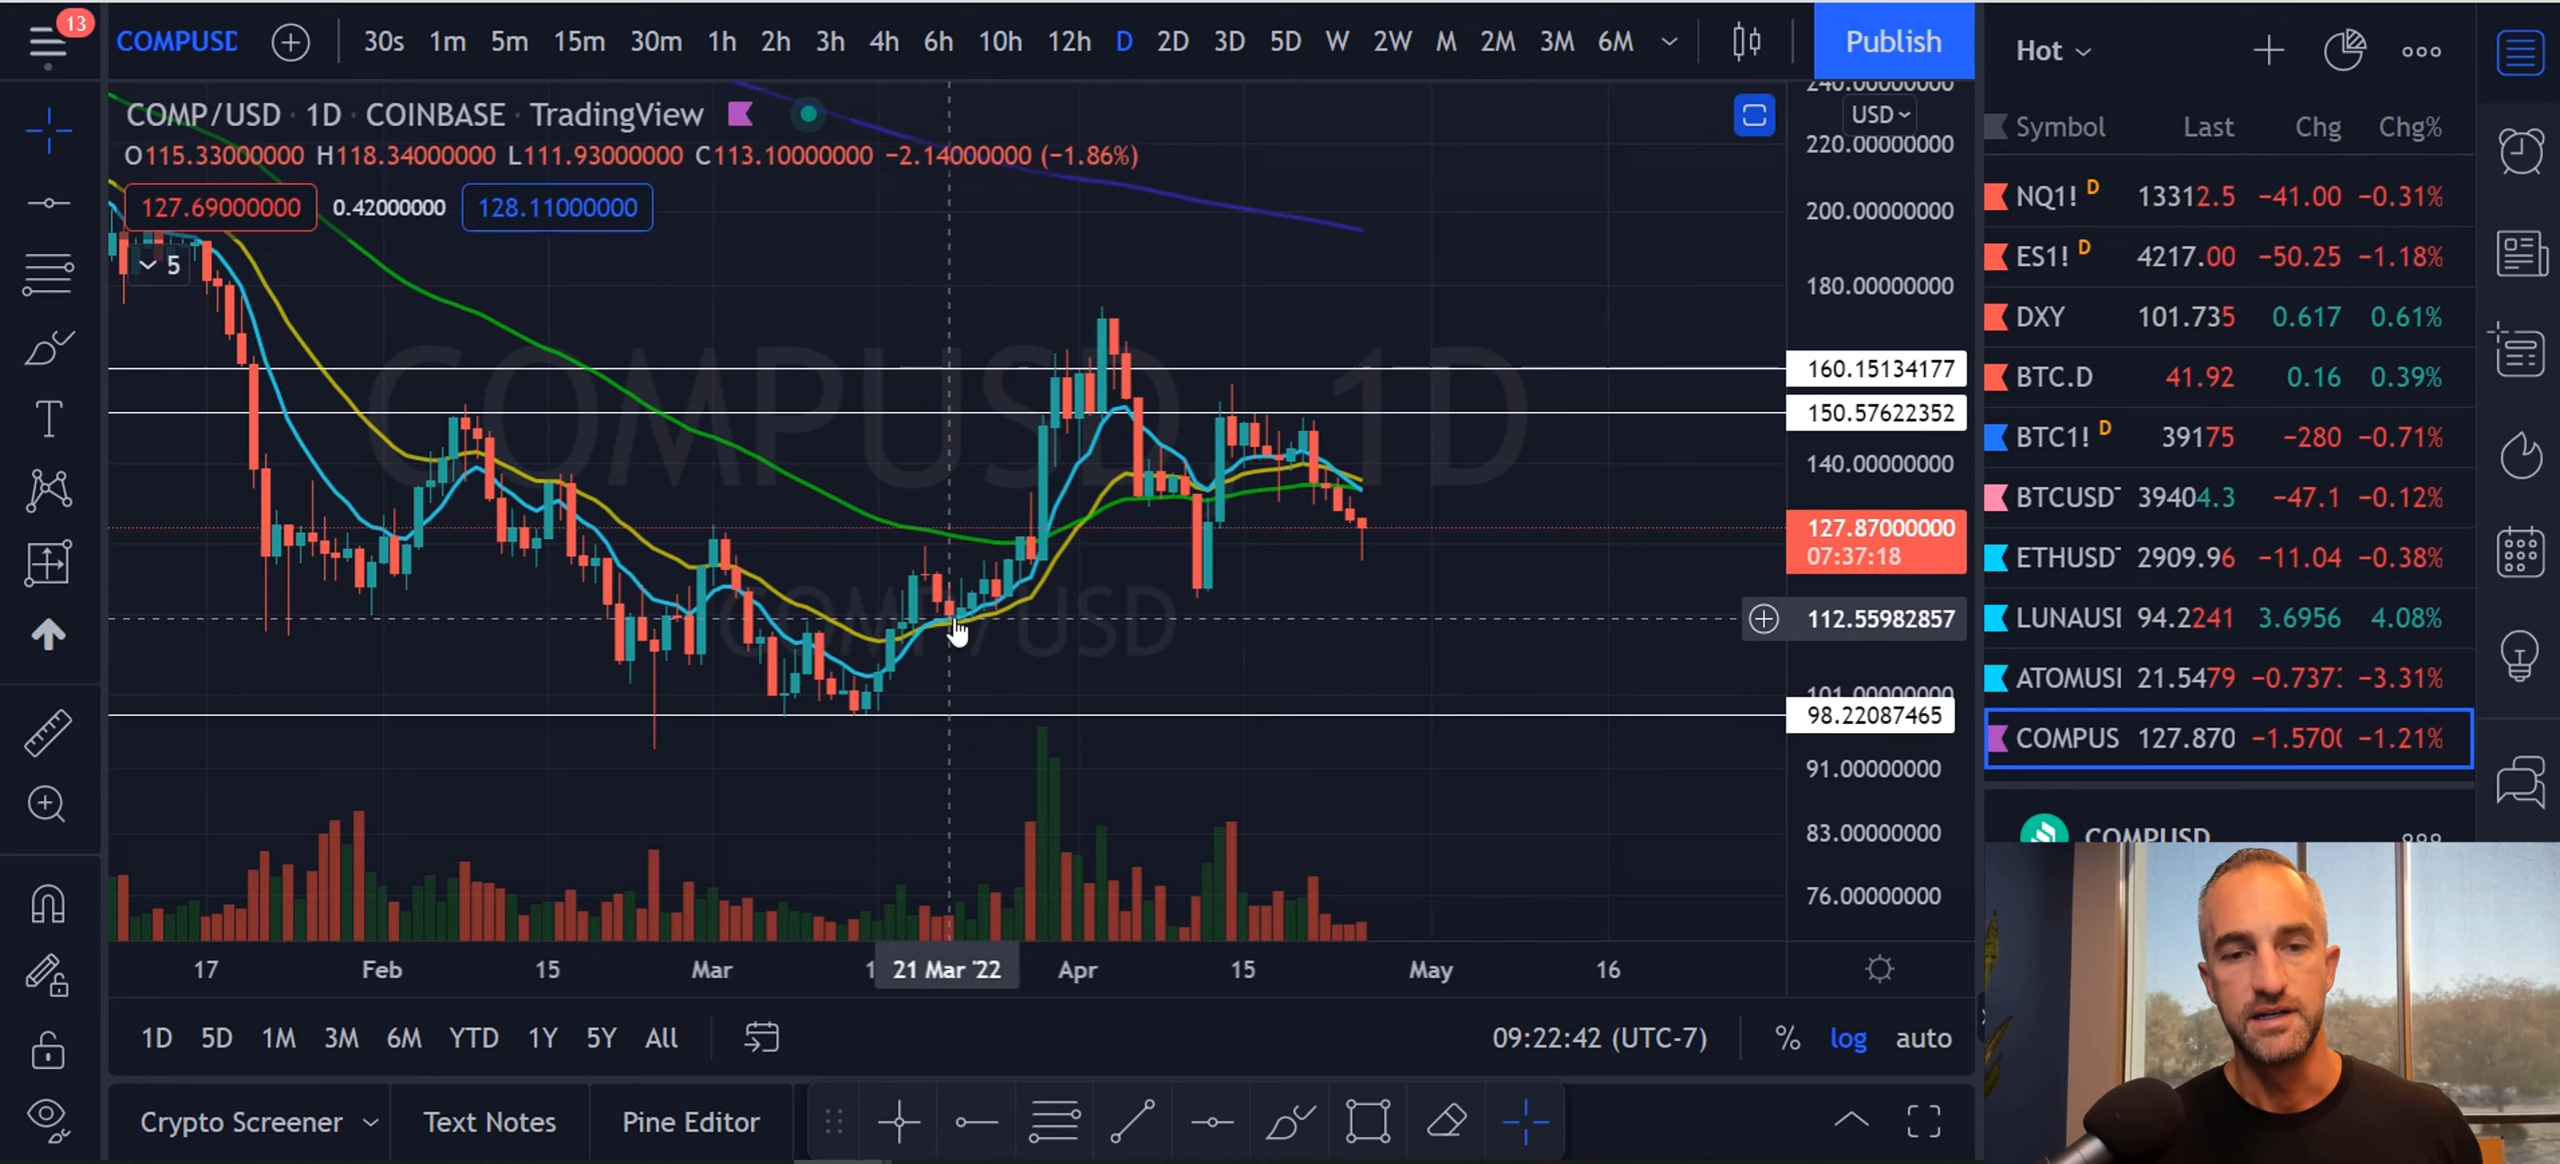 13
COMPUSD
30s 1m 5m 15m 30m 1h 2h 3h 4h 6h 10h 12h D 2D 3D 5D W 2W M 2M 3M 6M
Publish
Hot
COMP/USD · 1D · COINBASE · TradingView
O115.33000000 H118.34000000 L111.93000000 C113.10000000 −2.14000000 (−1.86%)
127.69000000 0.42000000 128.11000000
5
COMPUSD, 1D
COMP/USD
240.00000000
USD
220.00000000
200.00000000
180.00000000
160.15134177
150.57622352
140.00000000
127.87000000
07:37:18
112.55982857
101.00000000
98.22087465
91.00000000
83.00000000
76.00000000
17 Feb 15 Mar 1 21 Mar '22 Apr 15 May 16
1D 5D 1M 3M 6M YTD 1Y 5Y All
09:22:42 (UTC-7) % log auto
Crypto Screener Text Notes Pine Editor
Symbol Last Chg Chg%
NQ1! D 13312.5 −41.00 −0.31%
ES1! D 4217.00 −50.25 −1.18%
DXY 101.735 0.617 0.61%
BTC.D 41.92 0.16 0.39%
BTC1! D 39175 −280 −0.71%
BTCUSD 39404.3 −47.1 −0.12%
ETHUSD 2909.96 −11.04 −0.38%
LUNAUSI 94.2241 3.6956 4.08%
ATOMUSI 21.5479 −0.737 −3.31%
COMPUS 127.870 −1.570 −1.21%
COMPUSD